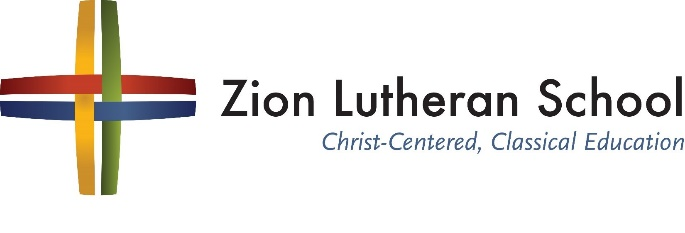 Zion Lutheran School
Christ-Centered, Classical Education